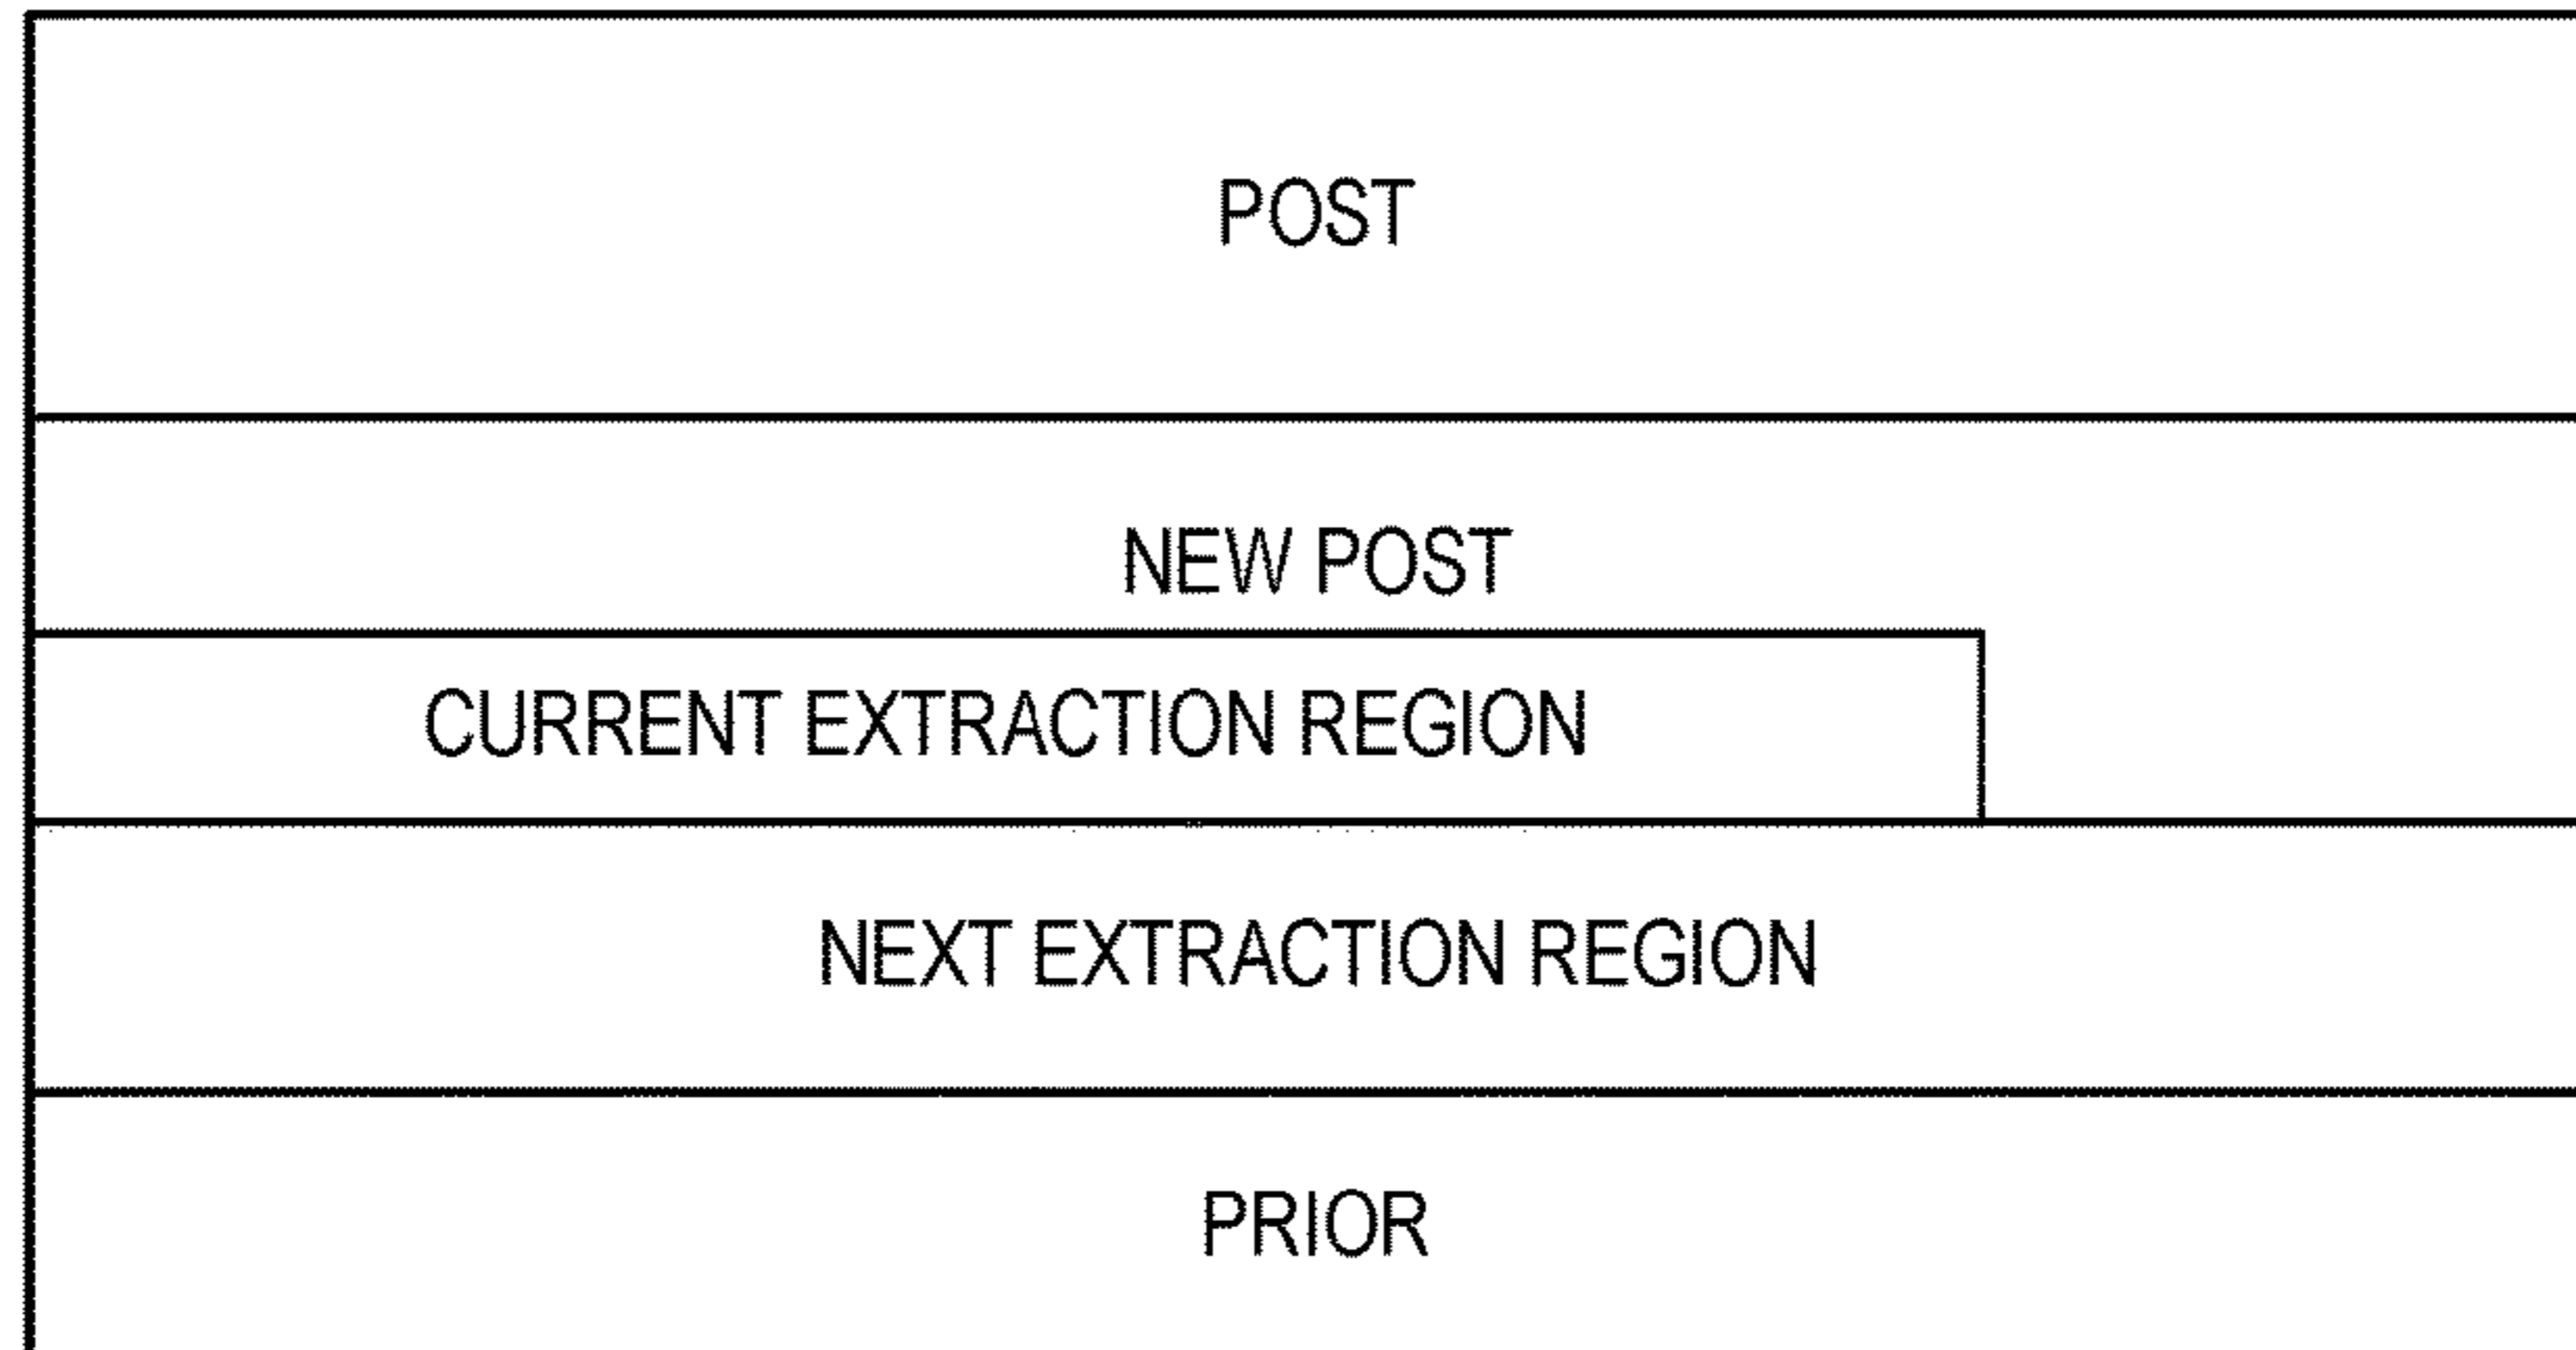 POST
NEW POST
CURRENT EXTRACTION REGION
NEXT EXTRACTION REGION
PRIOR